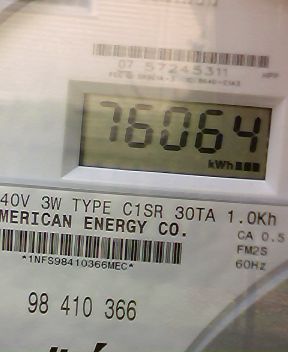 07 57245311
76064
kWh
40V 3W TYPE C1SR 30TA 1.0Kh
MERICAN ENERGY CO.
CA 0.5
FM2S
60Hz
*1NFS98410366MEC*
98 410 366